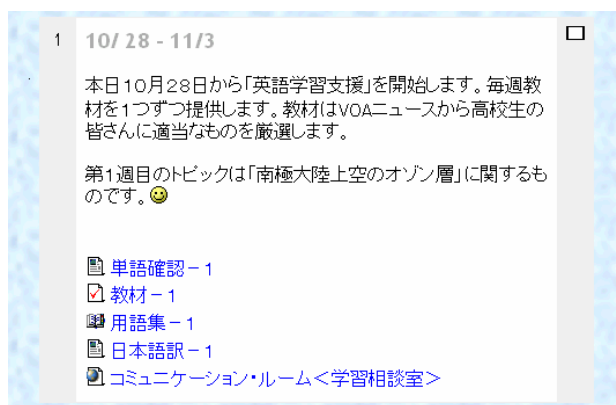 1 10/ 28 - 11/3
本日10月28日から「英語学習支援」を開始します。毎週教
材を1つずつ提供します。教材はVOAニュースから高校生の
皆さんに適当なものを厳選します。
第1週目のトピックは「南極大陸上空のオゾン層」に関するも
のです。
単語確認－1
教材－1
用語集－1
日本語訳－1
コミュニケーション・ルーム＜学習相談室＞